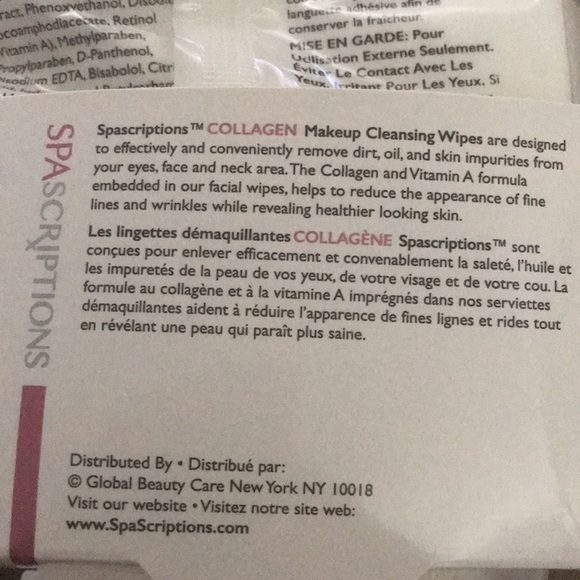 Phenoxyethanol,
Retinol
Methylparaben,
D-Panthenol,
EDTA, Bisabolol,
languette adhésive afin de
conserver la fraîcheur.
MISE EN GARDE: Pour
Utilisation Externe Seulement.
Évitez Le Contact Avec Les
Yeux. Irritant Pour Les Yeux. Si
SPASCRIPTIONS
Spascriptions™ COLLAGEN Makeup Cleansing Wipes are designed
to effectively and conveniently remove dirt, oil, and skin impurities from
your eyes, face and neck area. The Collagen and Vitamin A formula
embedded in our facial wipes, helps to reduce the appearance of fine
lines and wrinkles while revealing healthier looking skin.
Les lingettes démaquillantes COLLAGÈNE Spascriptions™ sont
conçues pour enlever efficacement et convenablement la saleté, l'huile et
les impuretés de la peau de vos yeux, de votre visage et de votre cou. La
formule au collagène et à la vitamine A imprégnés dans nos serviettes
démaquillantes aident à réduire l'apparence de fines lignes et rides tout
en révélant une peau qui paraît plus saine.
Distributed By • Distribué par:
© Global Beauty Care New York NY 10018
Visit our website • Visitez notre site web:
www.SpaScriptions.com